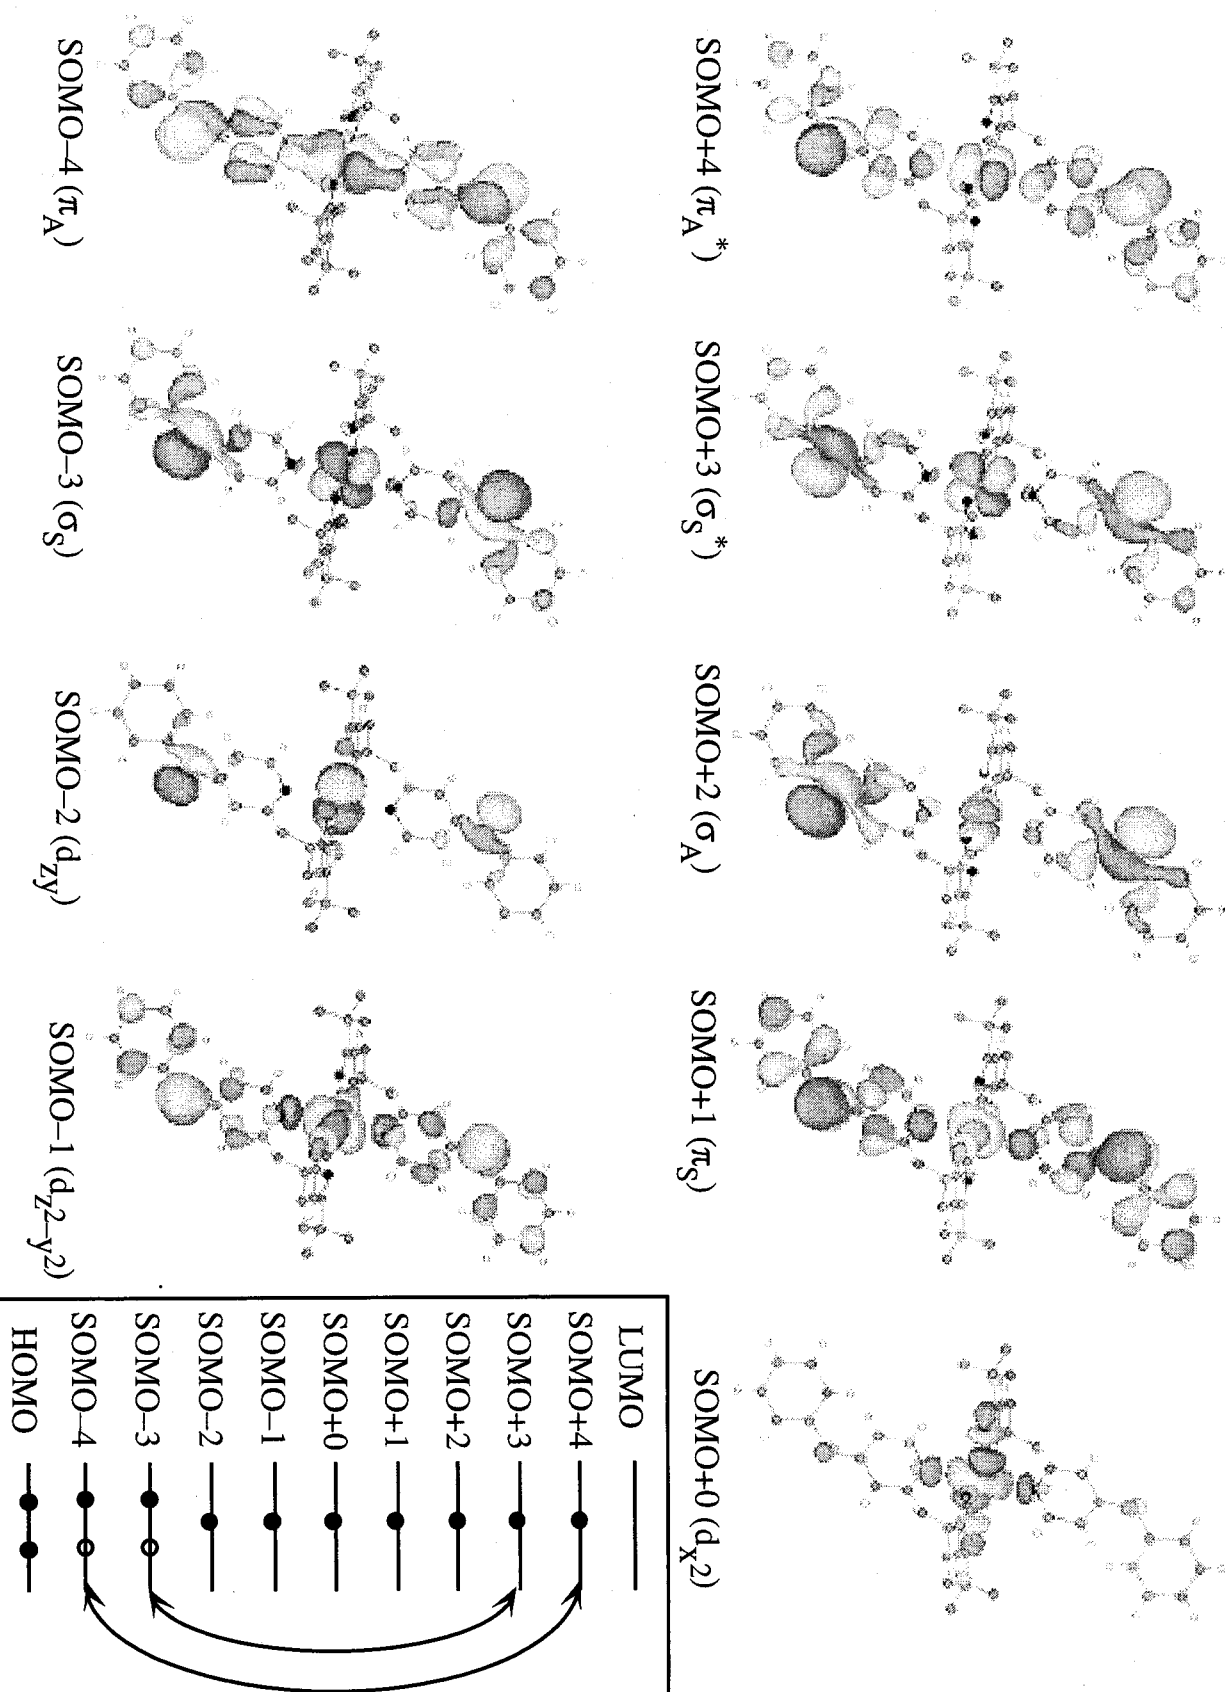 SOMO+4 (π_A*)
SOMO+3 (σ_S*)
SOMO+2 (σ_A)
SOMO+1 (π_S)
SOMO+0 (d_x2)
SOMO−4 (π_A)
SOMO−3 (σ_S)
SOMO−2 (d_zy)
SOMO−1 (d_z2−y2)
LUMO
SOMO+4
SOMO+3
SOMO+2
SOMO+1
SOMO+0
SOMO−1
SOMO−2
SOMO−3
SOMO−4
HOMO